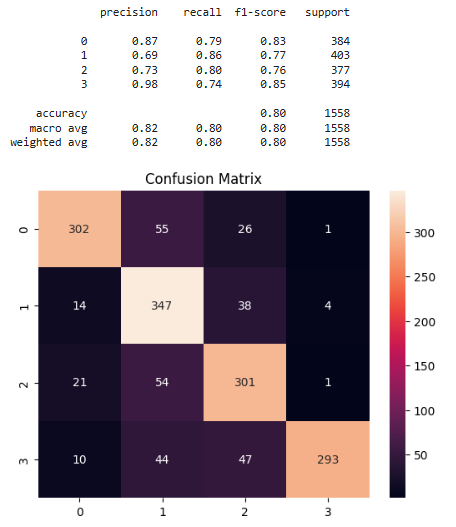 precision recall f1-score support
0 0.87 0.79 0.83 384
1 0.69 0.86 0.77 403
2 0.73 0.80 0.76 377
3 0.98 0.74 0.85 394
accuracy 0.80 1558
macro avg 0.82 0.80 0.80 1558
weighted avg 0.82 0.80 0.80 1558
Confusion Matrix
0 302 55 26 1
1 14 347 38 4
2 21 54 301 1
3 10 44 47 293
0 1 2 3
300
250
200
150
100
50